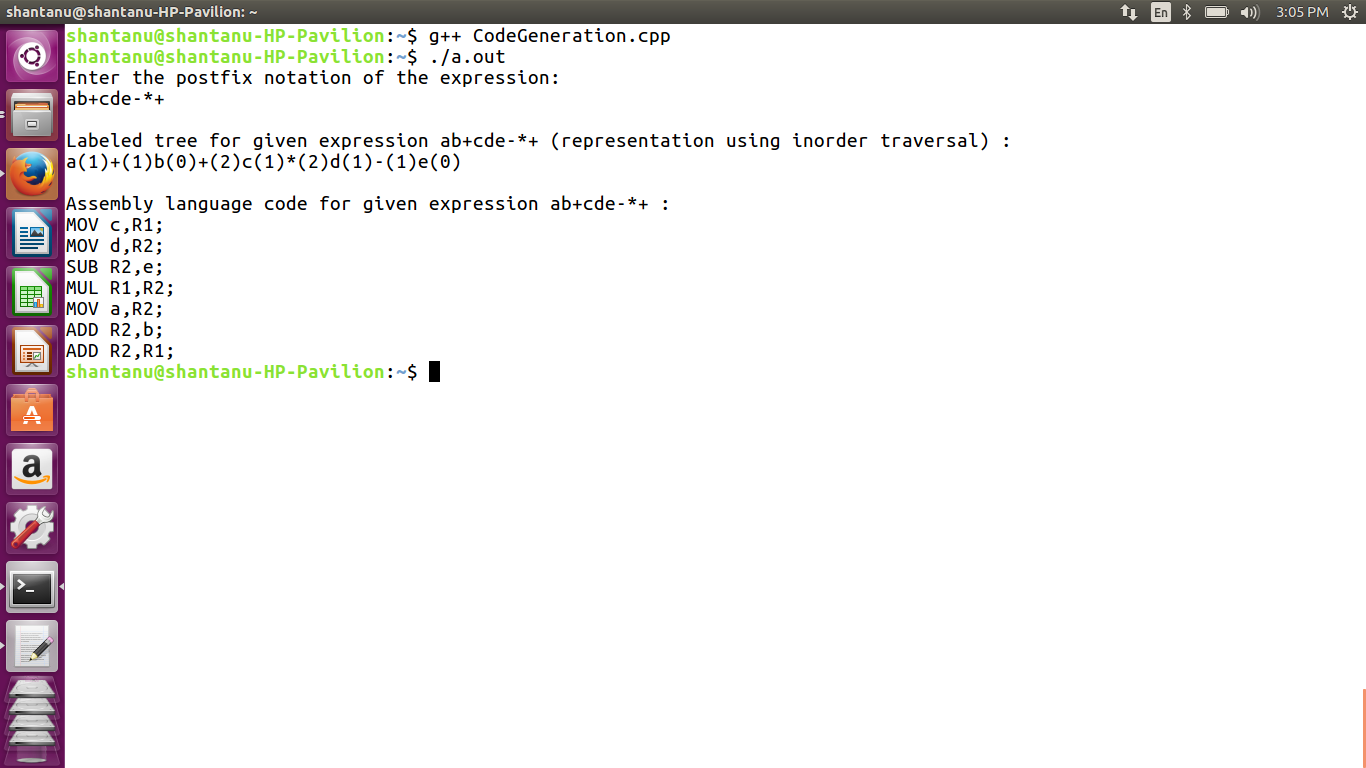 shantanu@shantanu-HP-Pavilion: ~
En
3:05 PM
shantanu@shantanu-HP-Pavilion:~$ g++ CodeGeneration.cpp
shantanu@shantanu-HP-Pavilion:~$ ./a.out
Enter the postfix notation of the expression:
ab+cde-*+
Labeled tree for given expression ab+cde-*+ (representation using inorder traversal) :
a(1)+(1)b(0)+(2)c(1)*(2)d(1)-(1)e(0)
Assembly language code for given expression ab+cde-*+ :
MOV c,R1;
MOV d,R2;
SUB R2,e;
MUL R1,R2;
MOV a,R2;
ADD R2,b;
ADD R2,R1;
shantanu@shantanu-HP-Pavilion:~$